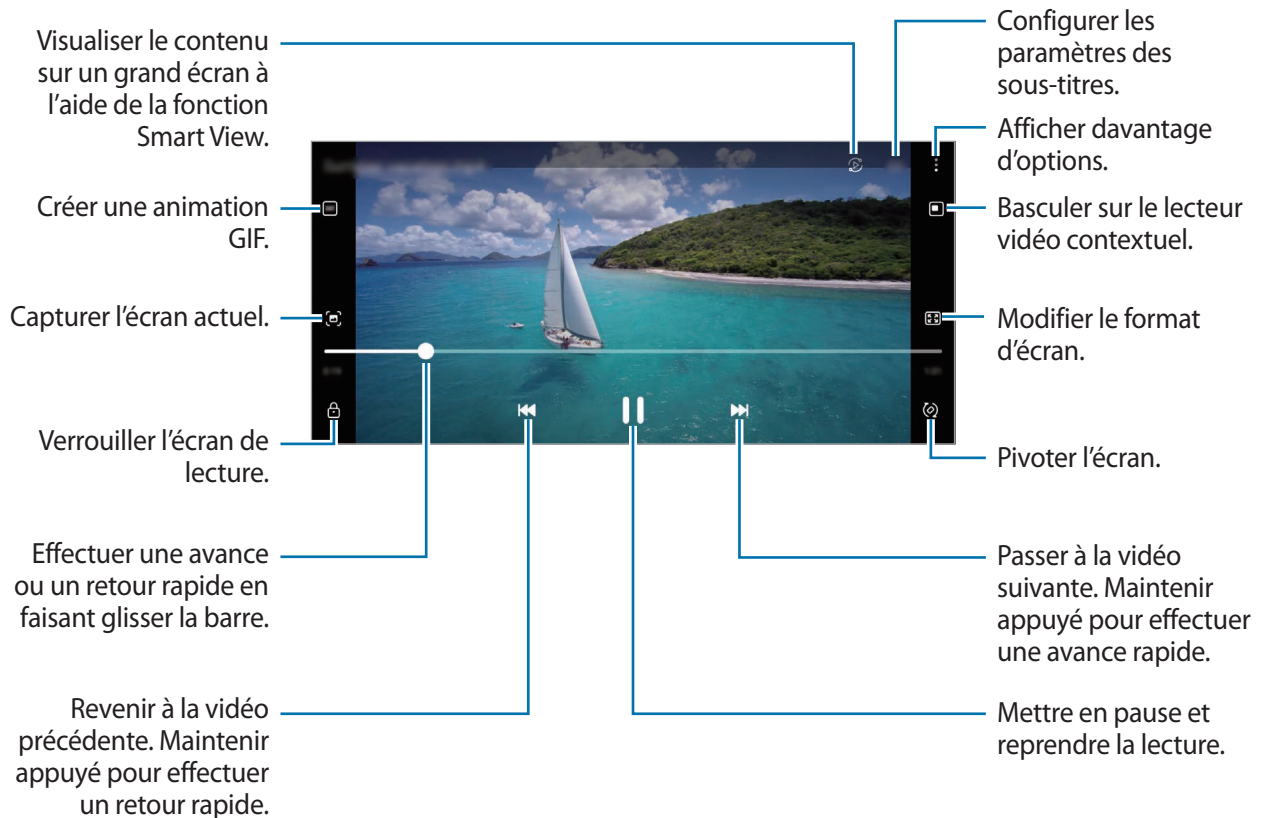 Visualiser le contenu
sur un grand écran à
l’aide de la fonction
Smart View.
Créer une animation
GIF.
Capturer l’écran actuel.
Verrouiller l’écran de
lecture.
Effectuer une avance
ou un retour rapide en
faisant glisser la barre.
Revenir à la vidéo
précédente. Maintenir
appuyé pour effectuer
un retour rapide.
Configurer les
paramètres des
sous-titres.
Afficher davantage
d’options.
Basculer sur le lecteur
vidéo contextuel.
Modifier le format
d’écran.
Pivoter l’écran.
Passer à la vidéo
suivante. Maintenir
appuyé pour effectuer
une avance rapide.
Mettre en pause et
reprendre la lecture.